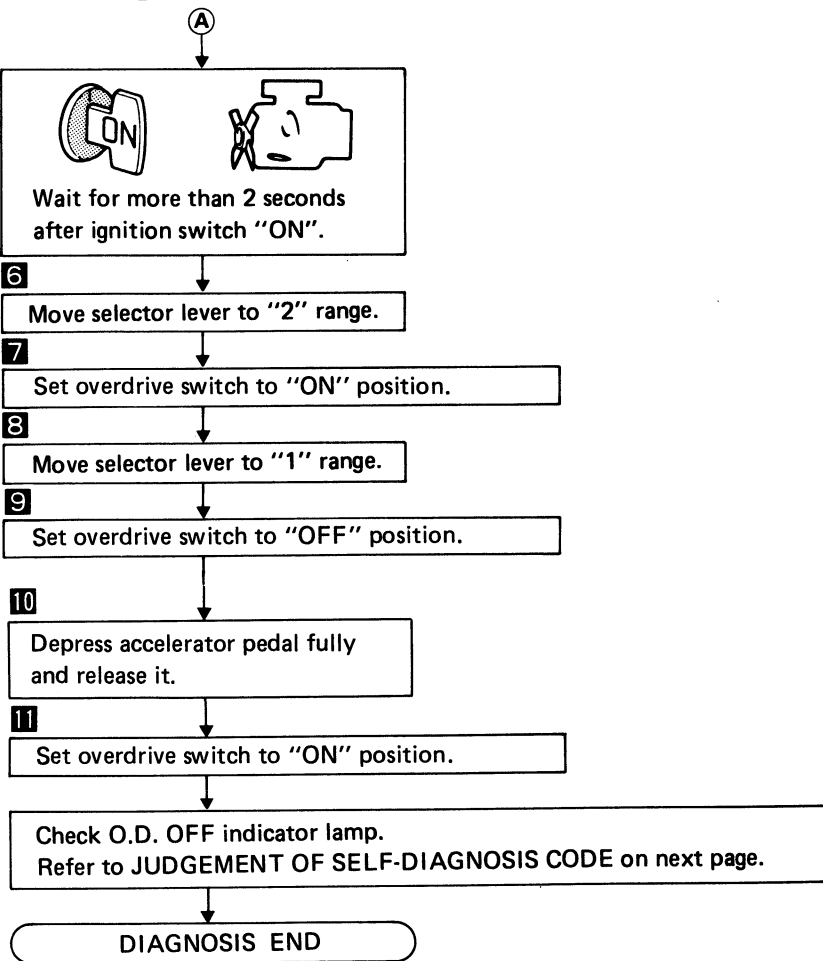 A
ON
Wait for more than 2 seconds
after ignition switch "ON".
6
Move selector lever to "2" range.
7
Set overdrive switch to "ON" position.
8
Move selector lever to "1" range.
9
Set overdrive switch to "OFF" position.
10
Depress accelerator pedal fully
and release it.
11
Set overdrive switch to "ON" position.
Check O.D. OFF indicator lamp.
Refer to JUDGEMENT OF SELF-DIAGNOSIS CODE on next page.
DIAGNOSIS END